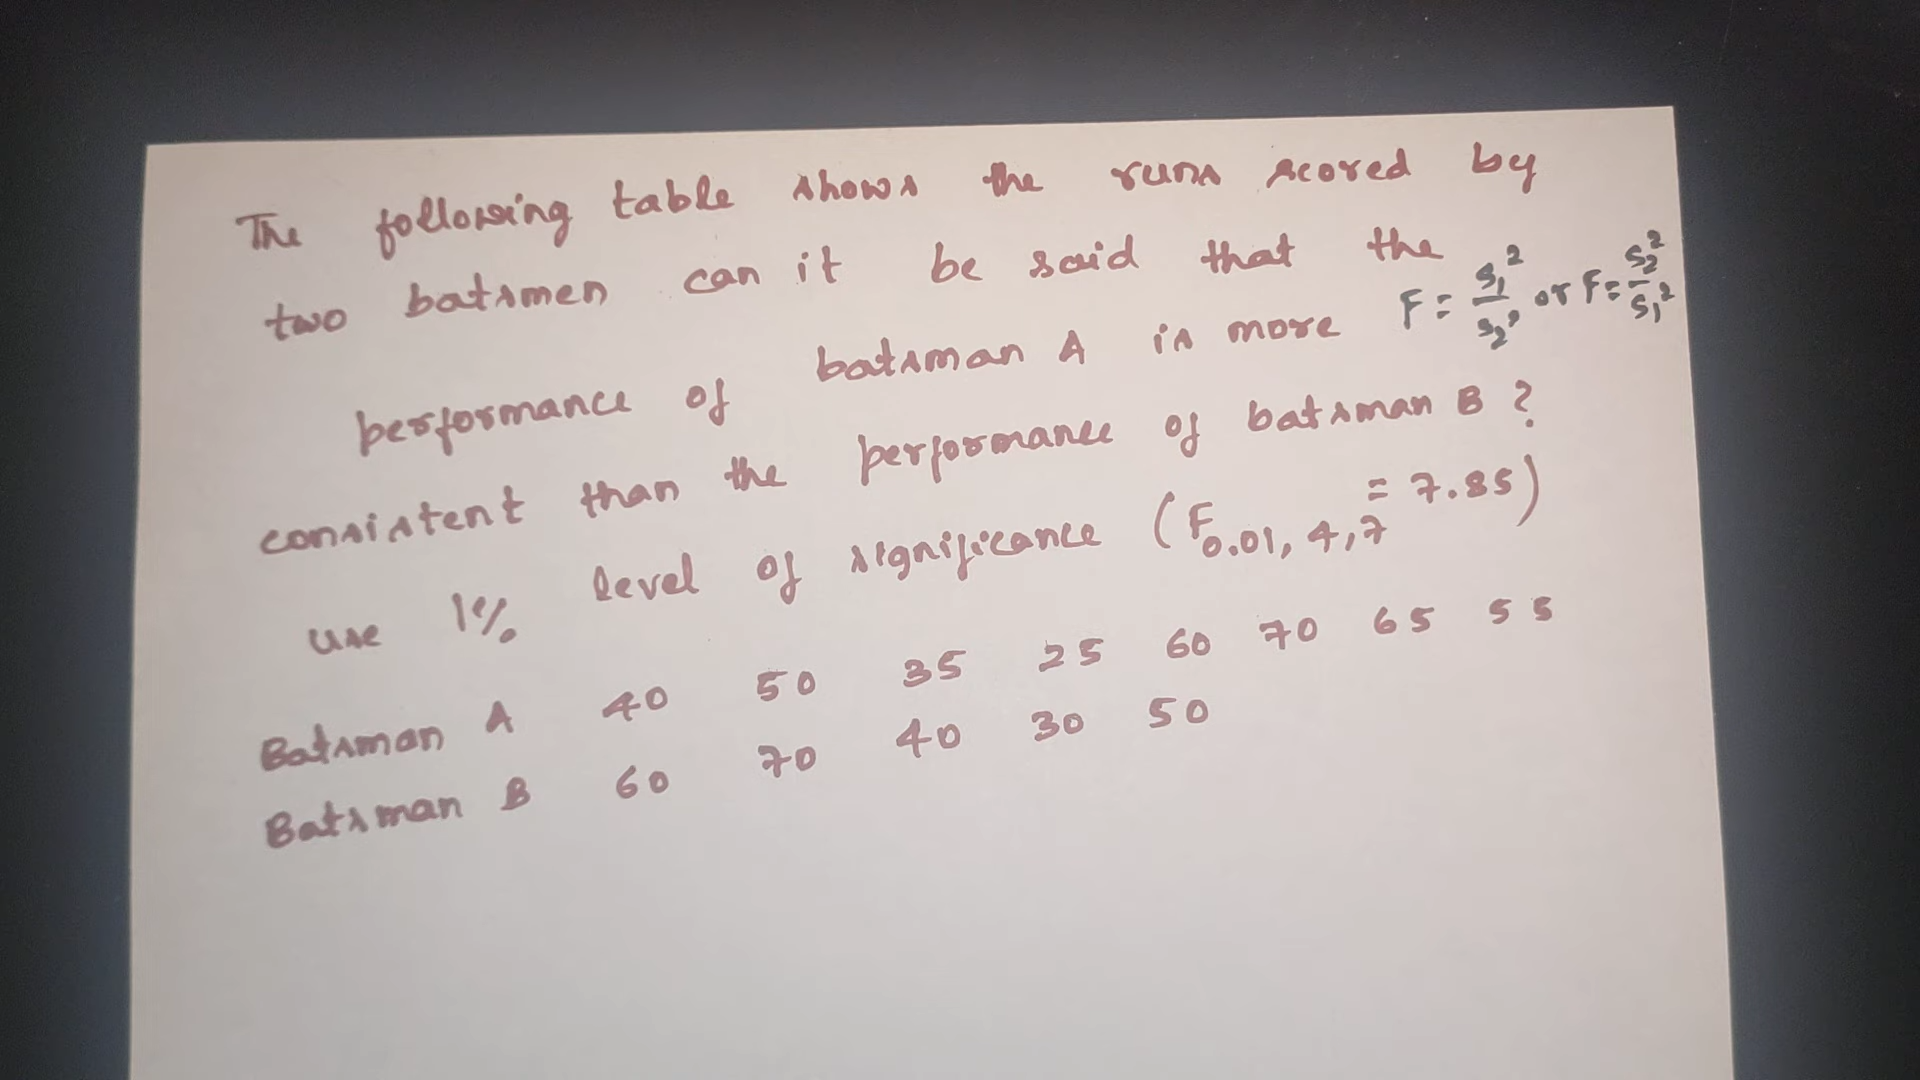 The following table shows the runs scored by
two batsmen can it be said that the
performance of batsman A is more F = S₁²/S₂² or F = S₂²/S₁²
consistent than the performance of batsman B ?
use 1% level of significance (F0.01, 4,7 = 7.85)
Batsman A 40 50 35 25 60 70 65 55
Batsman B 60 70 40 30 50